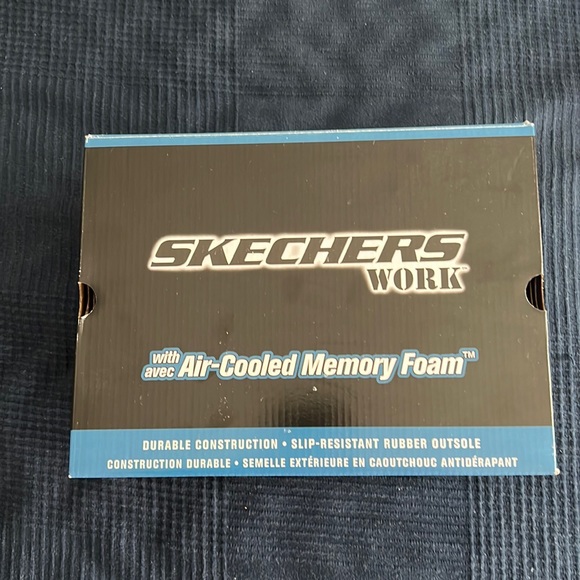 SKECHERS
WORK™
with
avec Air-Cooled Memory Foam™
DURABLE CONSTRUCTION • SLIP-RESISTANT RUBBER OUTSOLE
CONSTRUCTION DURABLE • SEMELLE EXTÉRIEURE EN CAOUTCHOUC ANTIDÉRAPANT